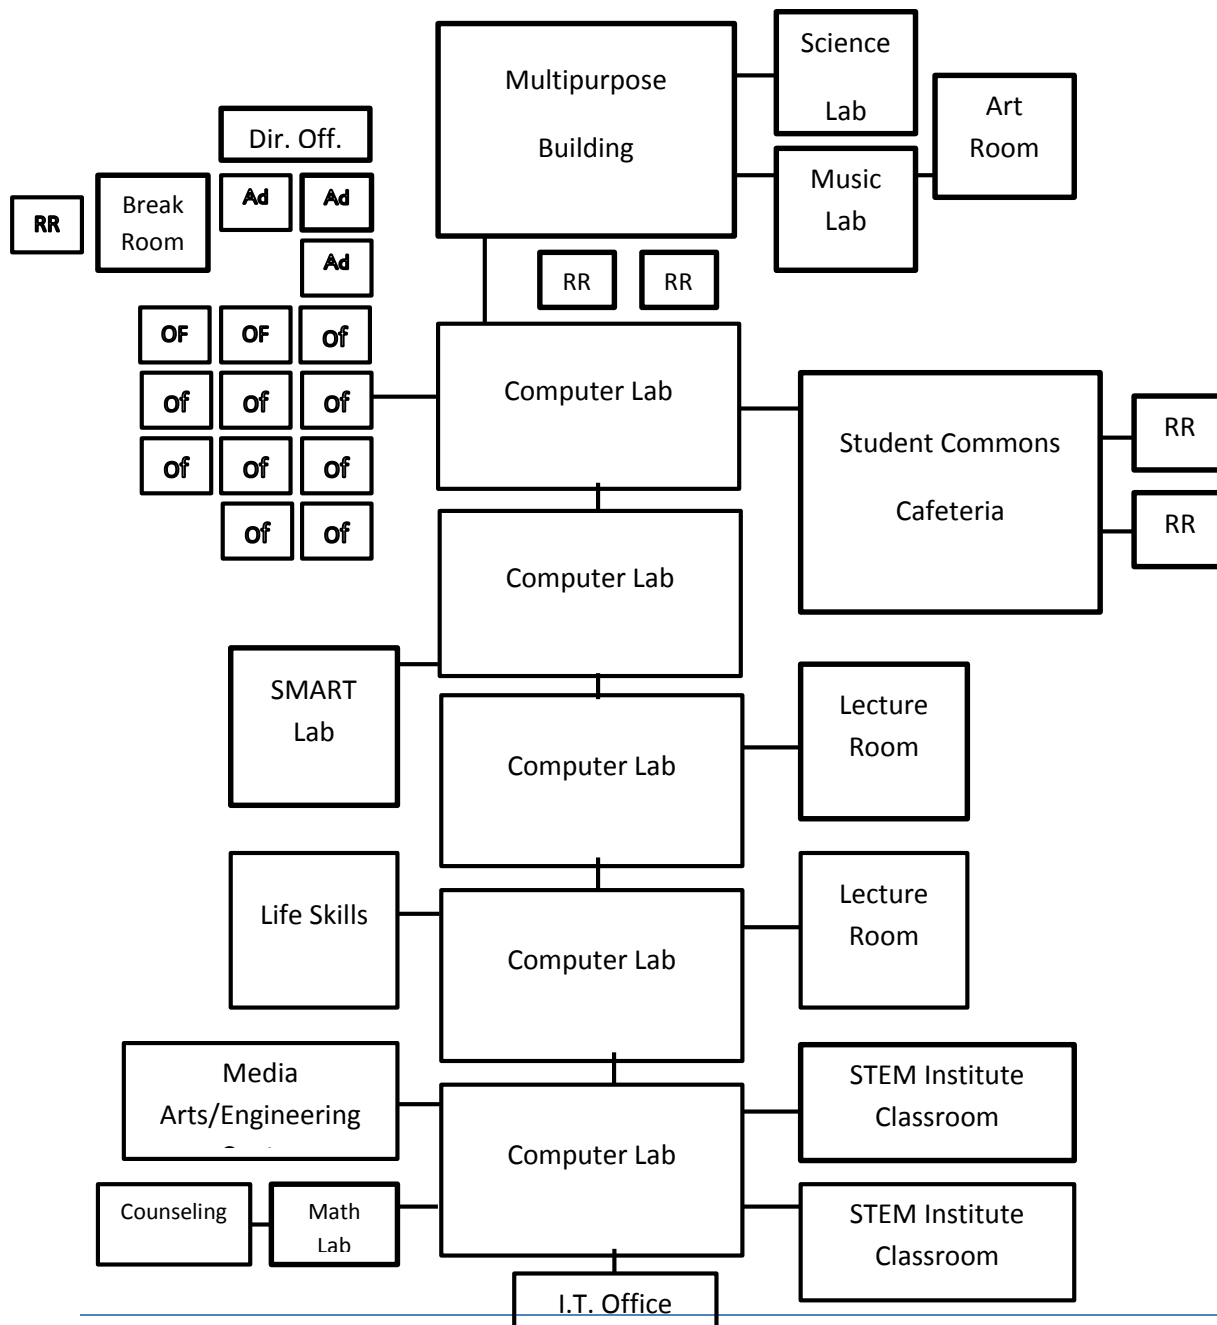 Multipurpose
Building
Science
Lab
Art
Room
Music
Lab
Dir. Off.
RR
Break
Room
Ad
Ad
Ad
RR
RR
OF
OF
Of
Of
Of
Of
Of
Of
Of
Of
Of
Computer Lab
Student Commons
Cafeteria
RR
RR
Computer Lab
SMART
Lab
Computer Lab
Lecture
Room
Life Skills
Computer Lab
Lecture
Room
Media
Arts/Engineering
Computer Lab
STEM Institute
Classroom
Counseling
Math
Lab
STEM Institute
Classroom
I.T. Office